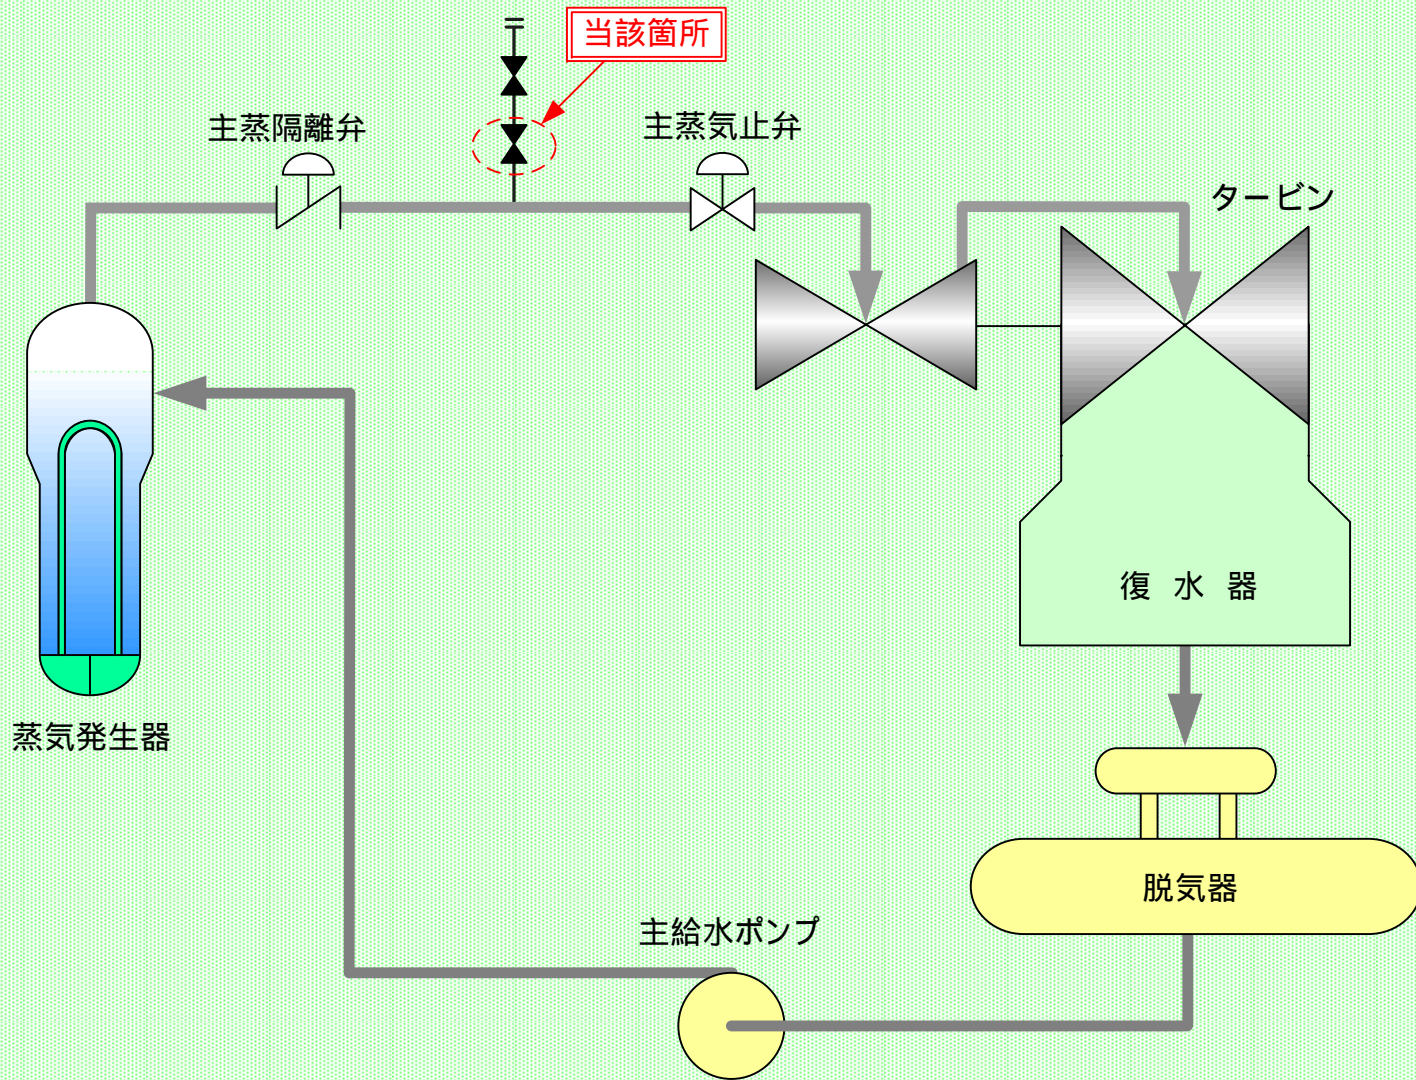 当該箇所
主蒸隔離弁
主蒸気止弁
タービン
復水器
蒸気発生器
脱気器
主給水ポンプ